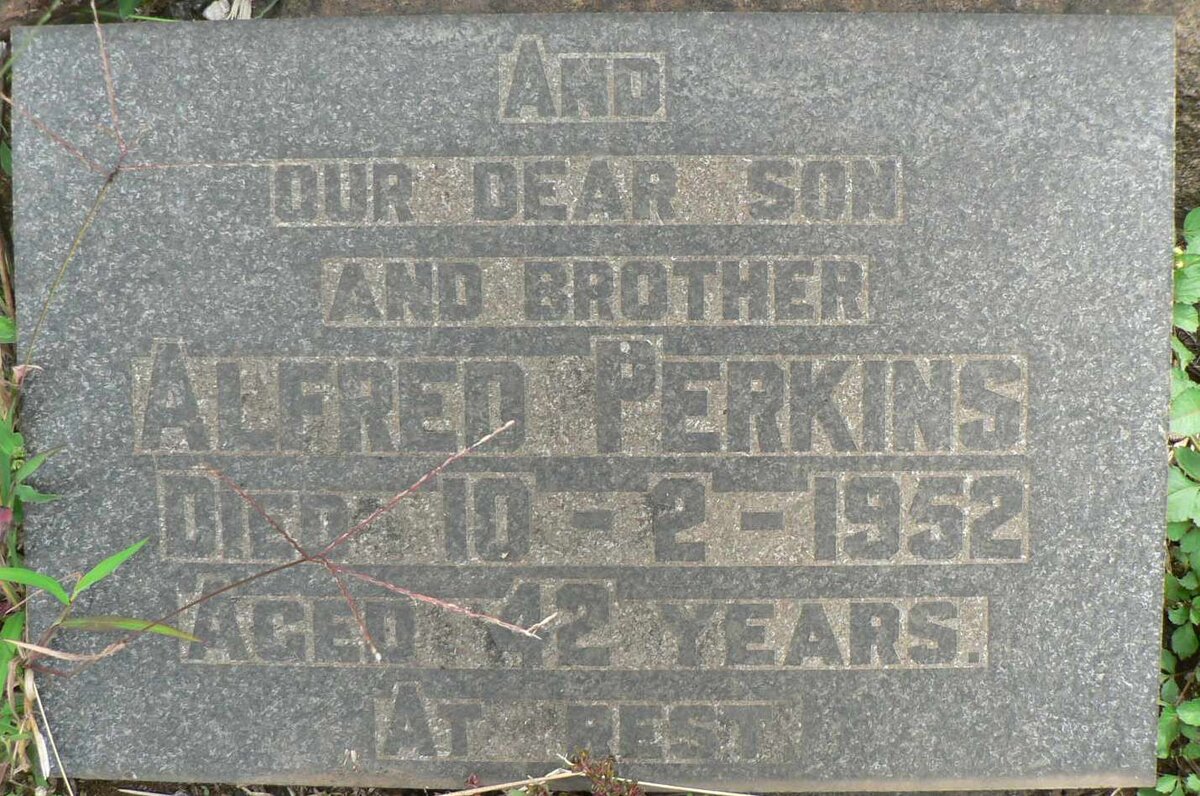 AND
OUR DEAR SON
AND BROTHER
ALFRED PERKINS
DIED 10-2-1952
AGED 42 YEARS.
AT REST.